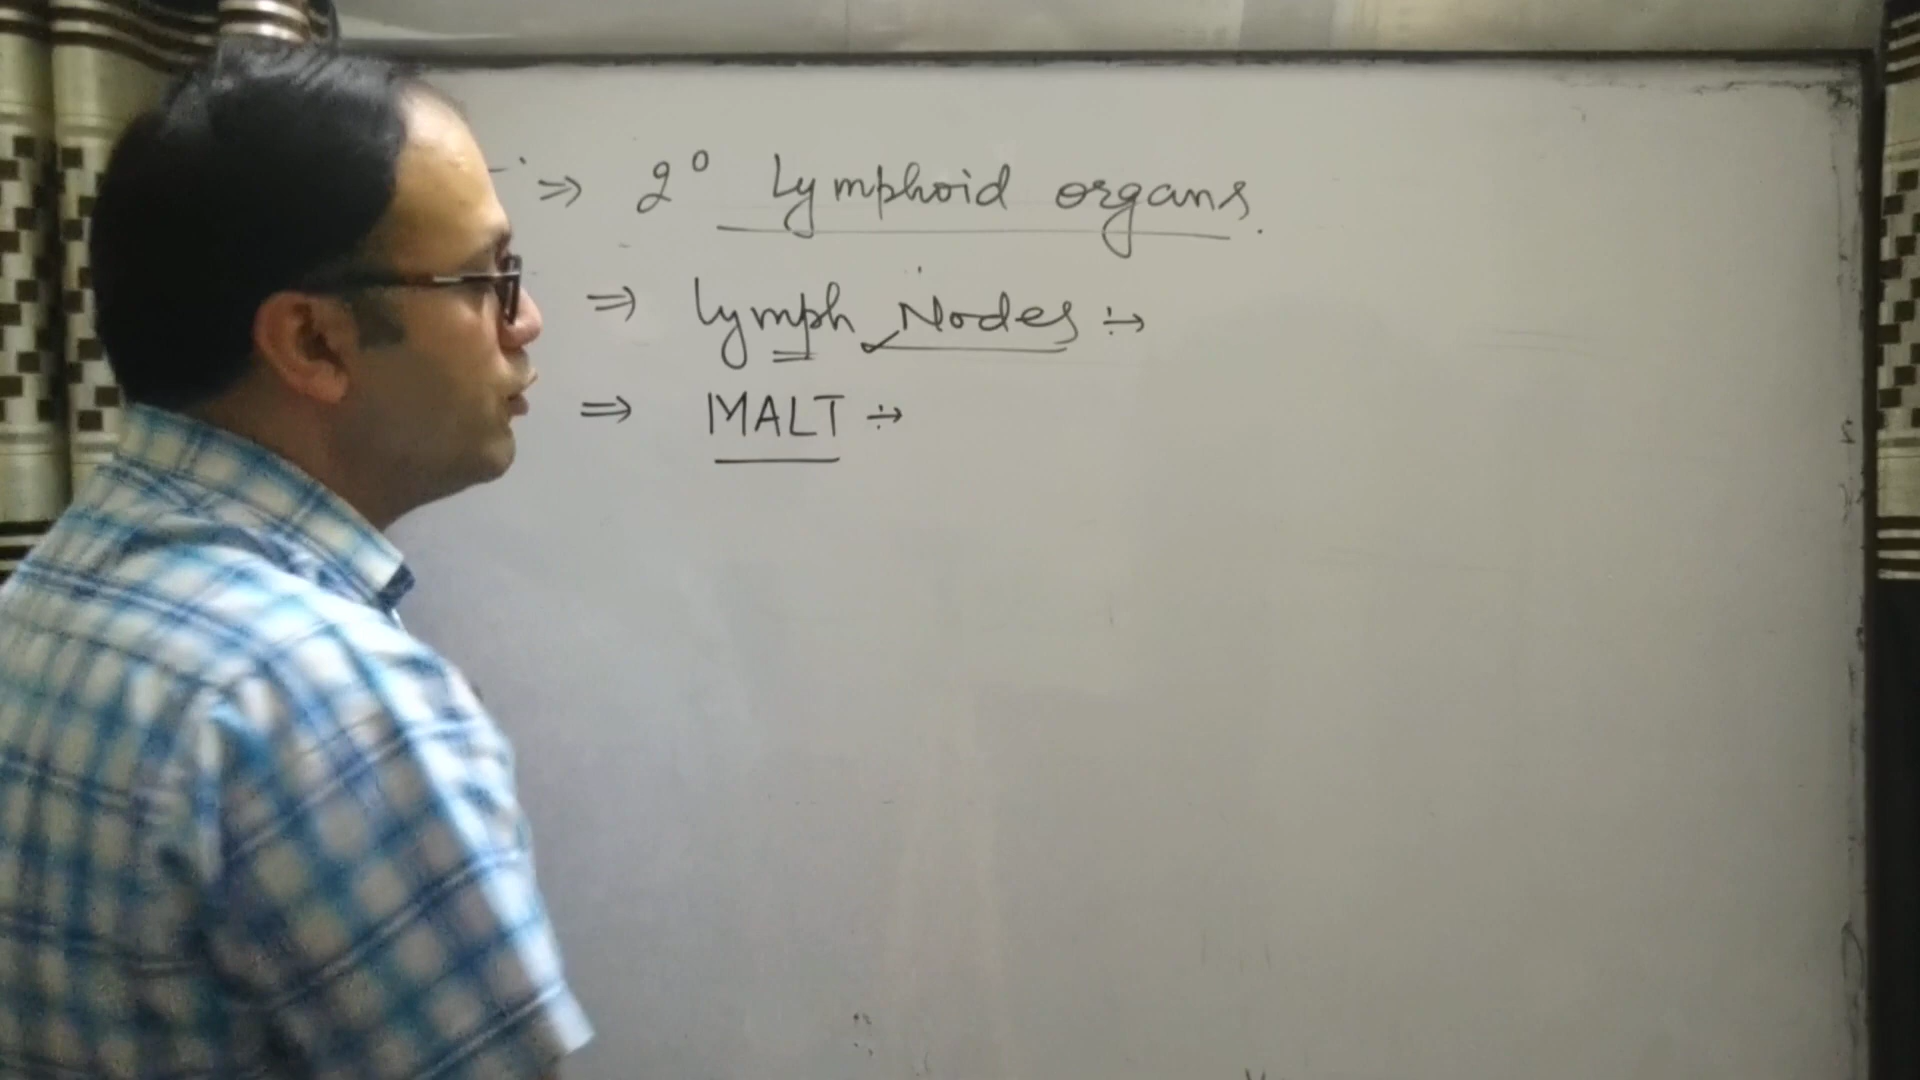 ⇒ 2° Lymphoid organs.
⇒ Lymph Nodes ÷→
⇒ MALT ÷→